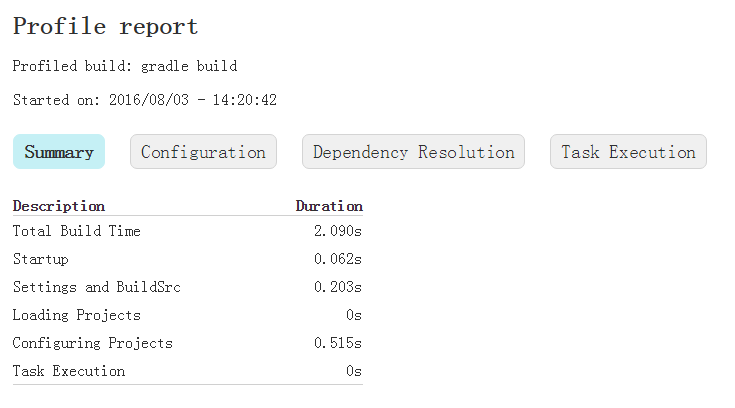 Profile report
Profiled build: gradle build
Started on: 2016/08/03 - 14:20:42
Summary Configuration Dependency Resolution Task Execution
Description Duration
Total Build Time 2.090s
Startup 0.062s
Settings and BuildSrc 0.203s
Loading Projects 0s
Configuring Projects 0.515s
Task Execution 0s